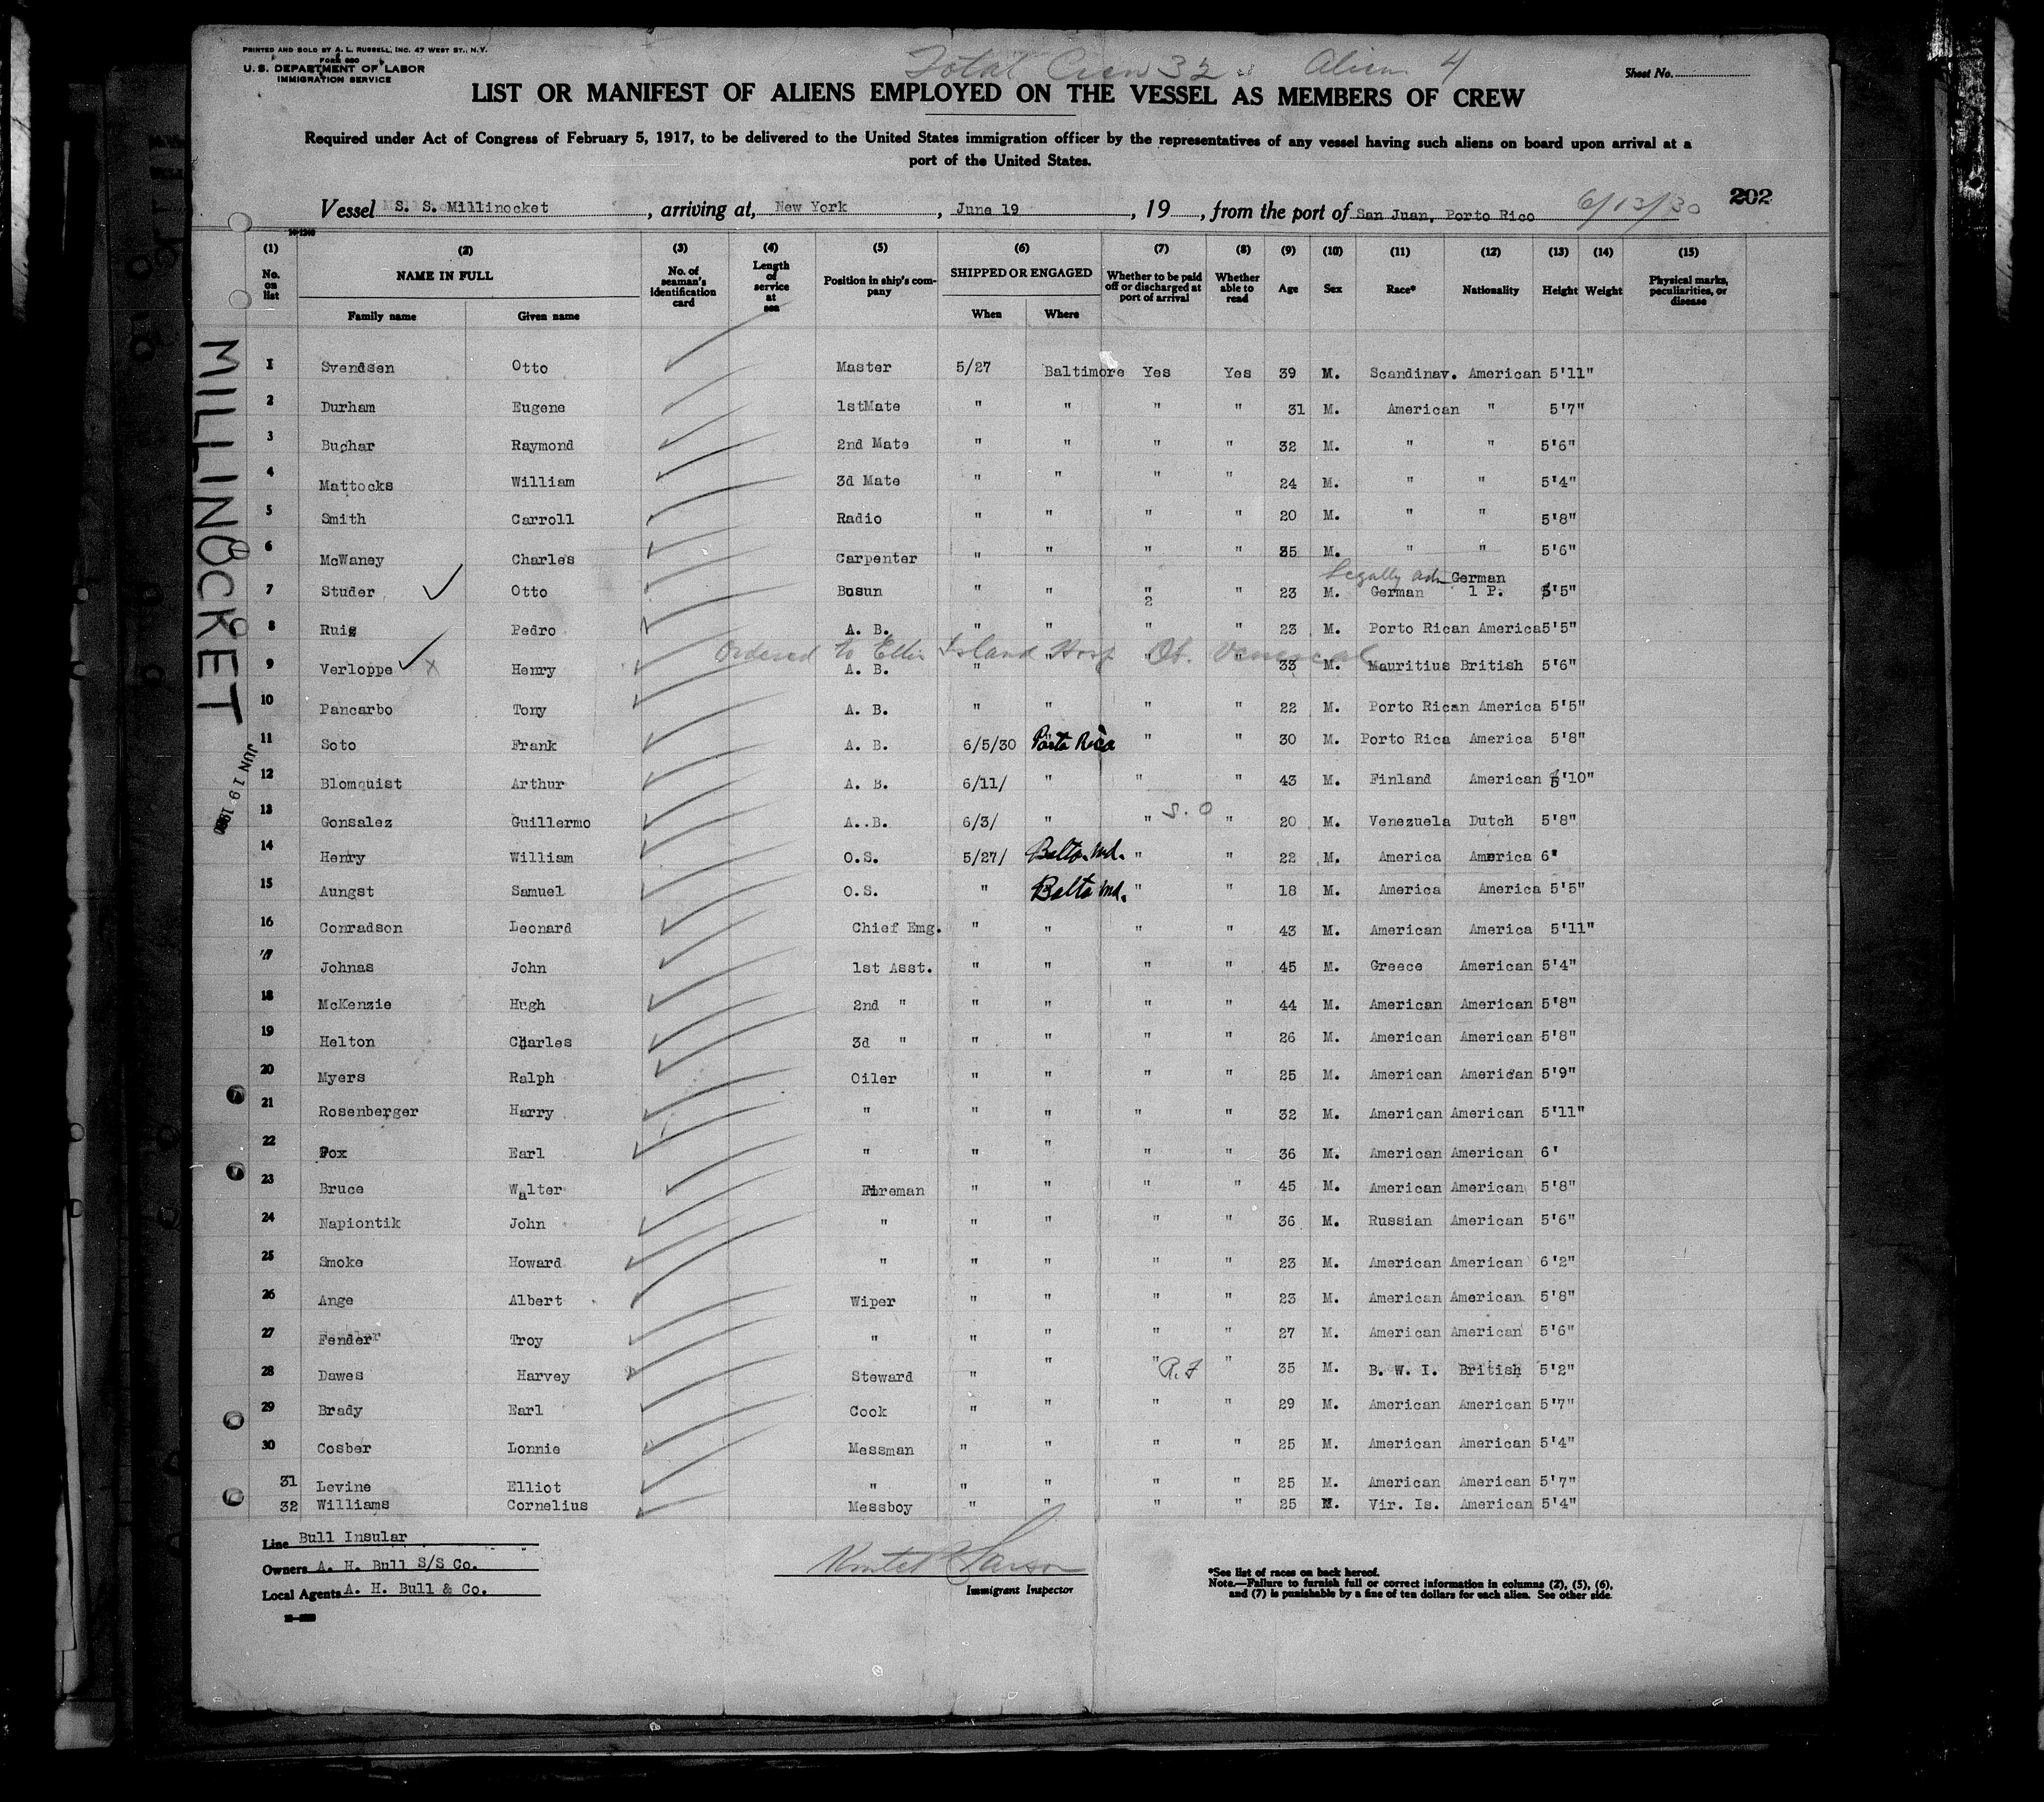 PRINTED AND SOLD BY A. L. RUSSELL, INC. 47 WEST ST., N.Y.
FORM 680
U. S. DEPARTMENT OF LABOR
IMMIGRATION SERVICE
Total Crew 32 Alien 4
Sheet No.
LIST OR MANIFEST OF ALIENS EMPLOYED ON THE VESSEL AS MEMBERS OF CREW
Required under Act of Congress of February 5, 1917, to be delivered to the United States immigration officer by the representatives of any vessel having such aliens on board upon arrival at a
port of the United States.
202
Vessel S. S. Millinocket, arriving at, New York, June 19, 19, from the port of San Juan, Porto Rico 6/13/30
(1) (2) (3) (4) (5) (6) (7) (8) (9) (10) (11) (12) (13) (14) (15)
No. on list NAME IN FULL Family name Given name No. of seaman's identification card Length of service at sea Position in ship's company SHIPPED OR ENGAGED When Where Whether to be paid off or discharged at port of arrival Whether able to read Age Sex Race* Nationality Height Weight Physical marks, peculiarities, or disease
MILLINOCKET
JUN 19 1930
1 Svendsen Otto Master 5/27 Baltimore Yes Yes 39 M. Scandinav. American 5'11"
2 Durham Eugene 1stMate " " " " 31 M. American " 5'7"
3 Buchar Raymond 2nd Mate " " " " 32 M. " " 5'6"
4 Mattocks William 3d Mate " " " " 24 M. " " 5'4"
5 Smith Carroll Radio " " " " 20 M. " " 5'8"
6 McWaney Charles Carpenter " " " " 35 M. " " 5'6"
Legally adm German
7 Studer Otto Bosun " " " " 23 M. German 1 P. 5'5"
2
8 Ruis Pedro A. B. " " " " 23 M. Porto Rican America 5'5"
Ordered to Ellis Island Hosp Ob. Venereal
9 Verloppe x Henry A. B. " " " " 33 M. Mauritius British 5'6"
10 Pancarbo Tony A. B. " " " " 22 M. Porto Rican America 5'5"
11 Soto Frank A. B. 6/5/30 Porto Rico " " 30 M. Porto Rica America 5'8"
12 Blomquist Arthur A. B. 6/11/ " " " 43 M. Finland American 5'10"
13 Gonsalez Guillermo A. B. 6/3/ " " S. O " 20 M. Venezuela Dutch 5'8"
14 Henry William O.S. 5/27/ Balto. Md. " " 22 M. America America 6"
15 Aungst Samuel O.S. " Balto Md. " " 18 M. America America 5'5"
16 Conradson Leonard Chief Emg. " " " " 43 M. American America 5'11"
17 Johnas John 1st Asst. " " " " 45 M. Greece American 5'4"
18 McKenzie Hugh 2nd " " " " " 44 M. American American 5'8"
19 Helton Charles 3d " " " " " 26 M. American American 5'8"
20 Myers Ralph Oiler " " " " 25 M. American American 5'9"
21 Rosenberger Harry " " " " " 32 M. American American 5'11"
22 Fox Earl " " " " " 36 M. American American 6'
23 Bruce Walter Fireman " " " " 45 M. American American 5'8"
24 Napiontik John " " " " " 36 M. Russian American 5'6"
25 Smoke Howard " " " " " 23 M. American American 6'2"
26 Ange Albert Wiper " " " " 23 M. American American 5'8"
27 Fender Troy " " " " " 27 M. American American 5'6"
28 Dawes Harvey Steward " " " R.F " 35 M. B. W. I. British 5'2"
29 Brady Earl Cook " " " " 29 M. American American 5'7"
30 Cosber Lonnie Messman " " " " 25 M. American American 5'4"
31 Levine Elliot " " " " " 25 M. American American 5'7"
32 Williams Cornelius Messboy " " " " 25 M. Vir. Is. American 5'4"
Line Bull Insular
Owners A. H. Bull S/S Co.
Local Agents A. H. Bull & Co.
Immigrant Inspector
*See list of races on back hereof.
Note.—Failure to furnish full or correct information in columns (2), (5), (6),
and (7) is punishable by a fine of ten dollars for each alien. See other side.